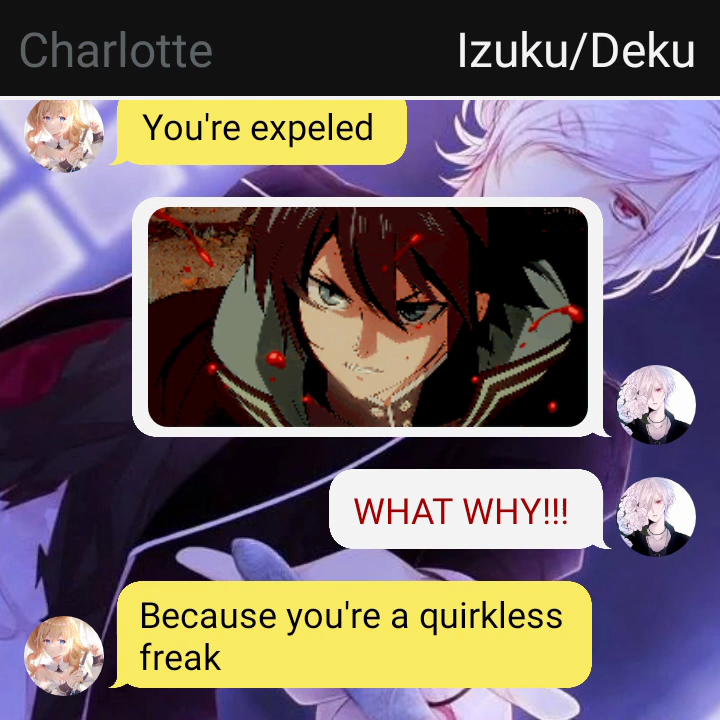 Charlotte
Izuku/Deku
You're expeled
WHAT WHY!!!
Because you're a quirkless
freak